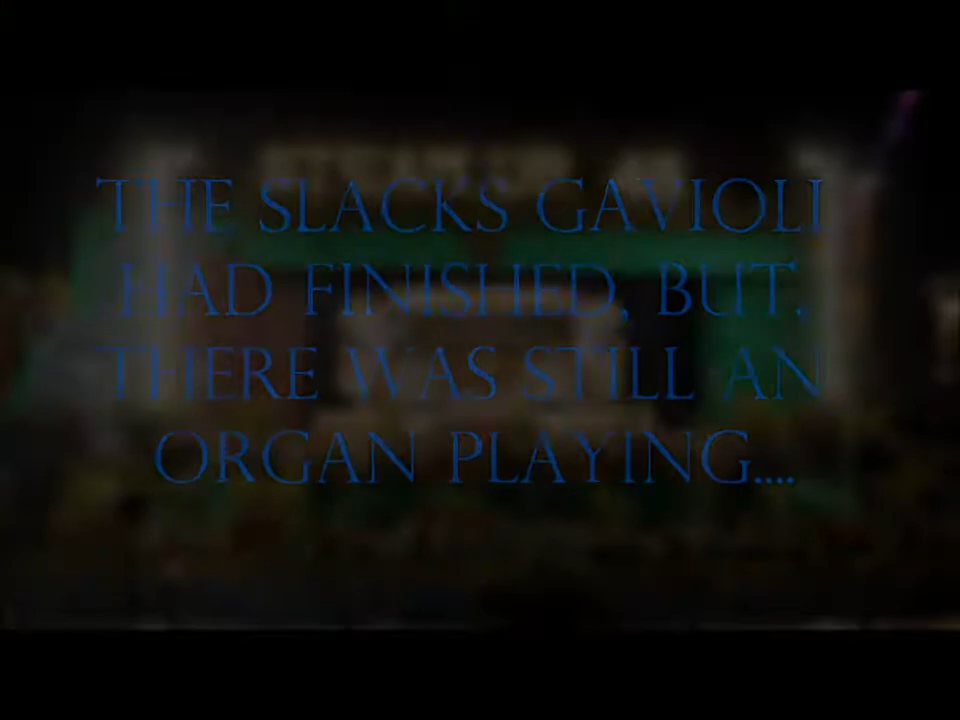 THE SLACKS GAVIOLI
HAD FINISHED, BUT,
THERE WAS STILL AN
ORGAN PLAYING....